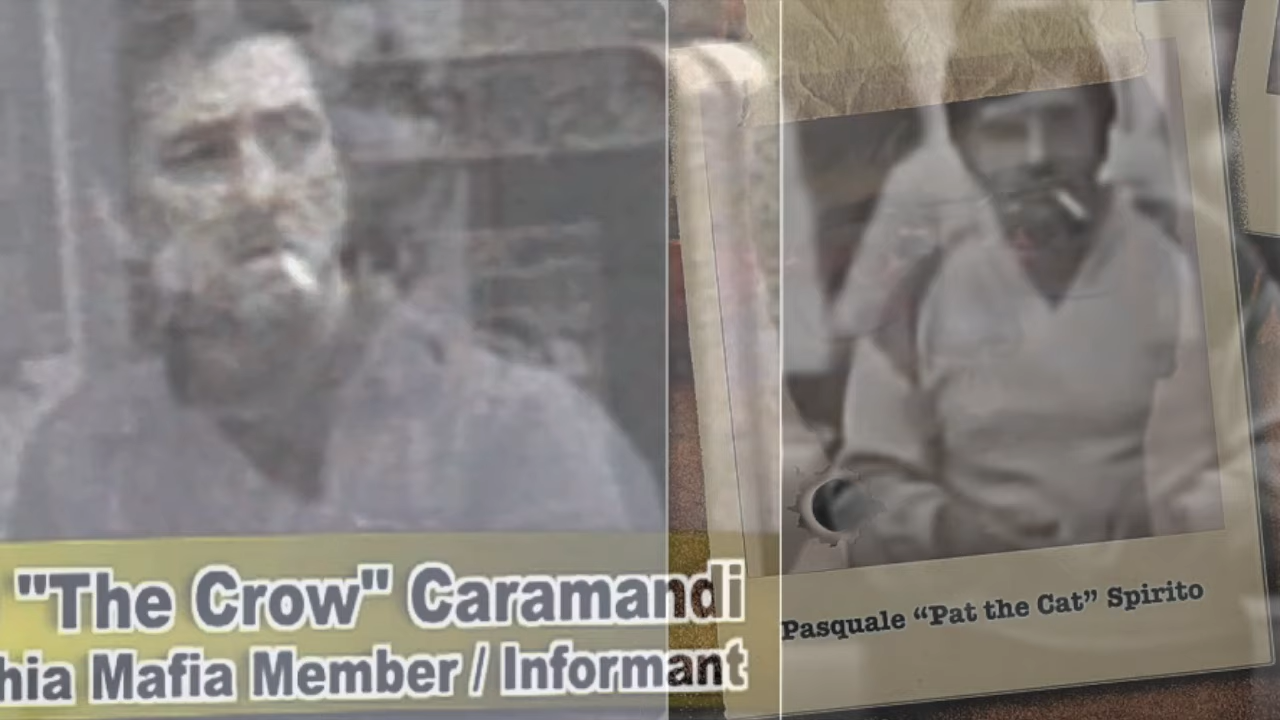 "The Crow" Caramandi
hia Mafia Member / Informant
Pasquale “Pat the Cat” Spirito